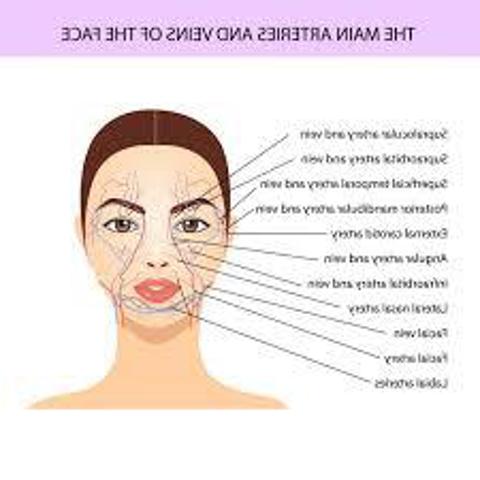 THE MAIN ARTERIES AND VEINS OF THE FACE
Supralocular artery and vein
Supraorbital artery and vein
Superficial temporal artery and vein
Posterior mandibular artery and vein
External carotid artery
Angular artery and vein
Infraorbital artery and vein
Lateral nasal artery
Facial vein
Facial artery
Labial arteries